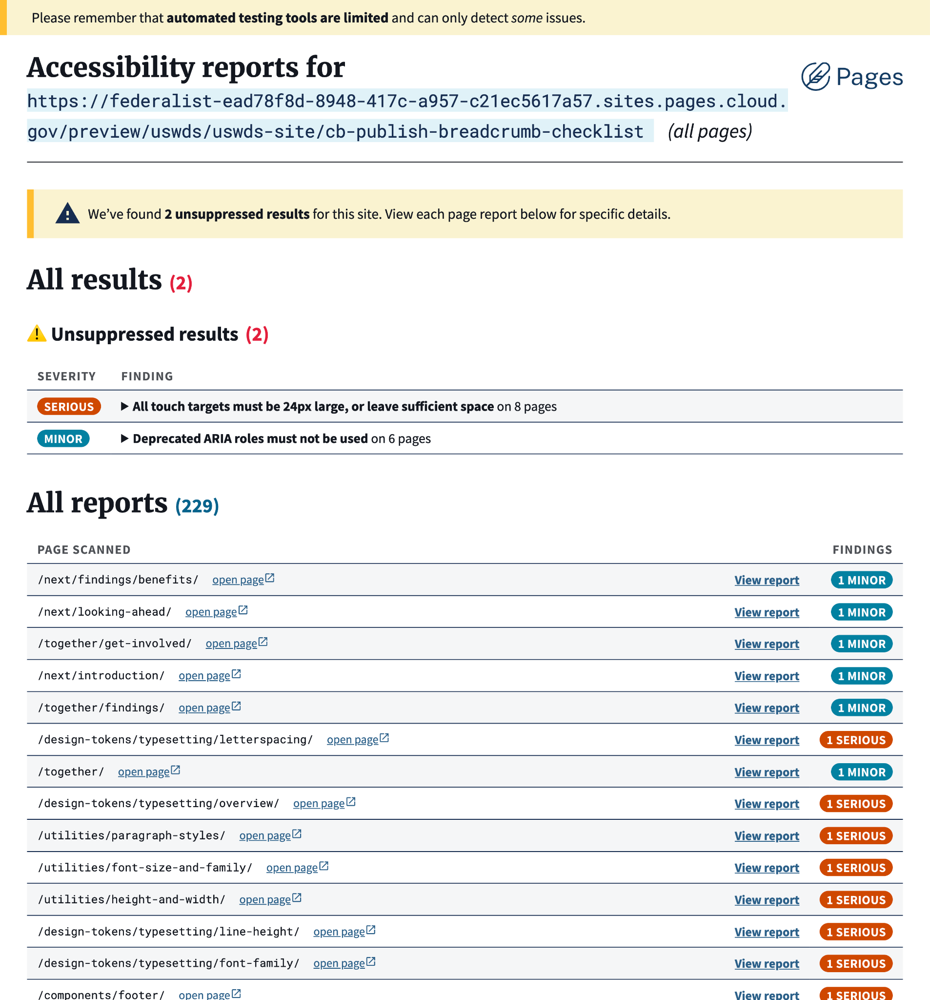 Please remember that automated testing tools are limited and can only detect some issues.
Accessibility reports for
Pages
https://federalist-ead78f8d-8948-417c-a957-c21ec5617a57.sites.pages.cloud.
gov/preview/uswds/uswds-site/cb-publish-breadcrumb-checklist (all pages)
We’ve found 2 unsuppressed results for this site. View each page report below for specific details.
All results (2)
Unsuppressed results (2)
SEVERITY FINDING
SERIOUS All touch targets must be 24px large, or leave sufficient space on 8 pages
MINOR Deprecated ARIA roles must not be used on 6 pages
All reports (229)
PAGE SCANNED FINDINGS
/next/findings/benefits/ open page View report 1 MINOR
/next/looking-ahead/ open page View report 1 MINOR
/together/get-involved/ open page View report 1 MINOR
/next/introduction/ open page View report 1 MINOR
/together/findings/ open page View report 1 MINOR
/design-tokens/typesetting/letterspacing/ open page View report 1 SERIOUS
/together/ open page View report 1 MINOR
/design-tokens/typesetting/overview/ open page View report 1 SERIOUS
/utilities/paragraph-styles/ open page View report 1 SERIOUS
/utilities/font-size-and-family/ open page View report 1 SERIOUS
/utilities/height-and-width/ open page View report 1 SERIOUS
/design-tokens/typesetting/line-height/ open page View report 1 SERIOUS
/design-tokens/typesetting/font-family/ open page View report 1 SERIOUS
/components/footer/ open page View report 1 SERIOUS